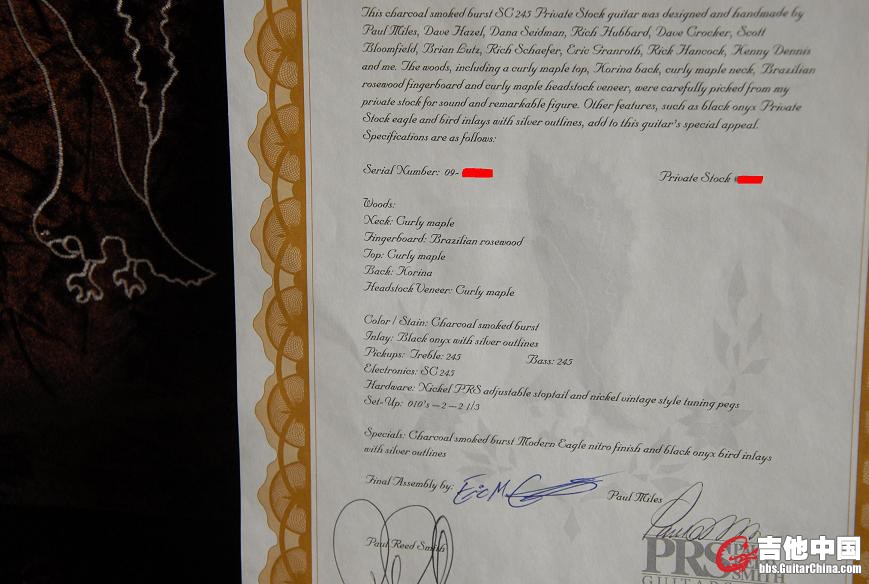 This charcoal smoked burst SC 245 Private Stock guitar was designed and handmade by
Paul Miles, Dave Hazel, Dana Seidman, Rich Hubbard, Dave Crocker, Scott
Bloomfield, Brian Lutz, Rich Schaefer, Eric Granroth, Rick Hancock, Kenny Dennis
and me. The woods, including a curly maple top, Korina back, curly maple neck, Brazilian
rosewood fingerboard and curly maple headstock veneer, were carefully picked from my
private stock for sound and remarkable figure. Other features, such as black onyx Private
Stock eagle and bird inlays with silver outlines, add to this guitar's special appeal.
Specifications are as follows:
Serial Number: 09-
Private Stock
Woods:
Neck: Curly maple
Fingerboard: Brazilian rosewood
Top: Curly maple
Back: Korina
Headstock Veneer: Curly maple
Color / Stain: Charcoal smoked burst
Inlay: Black onyx with silver outlines
Pickups: Treble: 245 Bass: 245
Electronics: SC 245
Hardware: Nickel PRS adjustable stoptail and nickel vintage style tuning pegs
Set-Up: 010's – 2 – 2 1/3
Specials: Charcoal smoked burst Modern Eagle nitro finish and black onyx bird inlays
with silver outlines
Final Assembly by:
Paul Miles
Paul Reed Smith
PRS
SMITH
吉他中国
bbs.GuitarChina.com